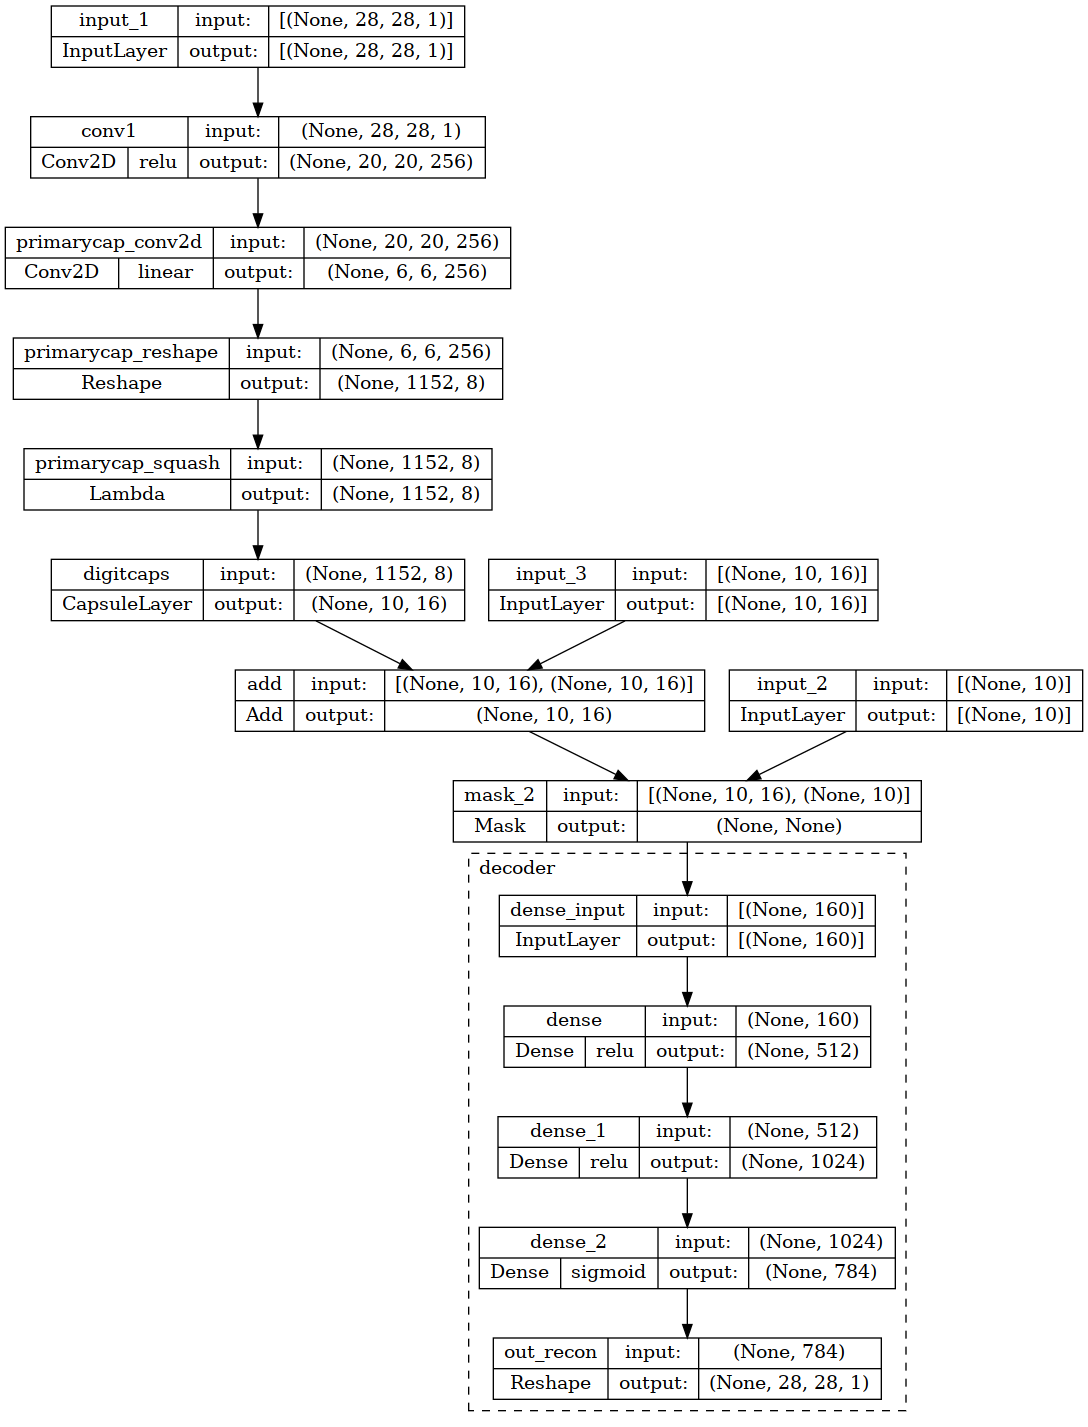 input_1 input: [(None, 28, 28, 1)]
InputLayer output: [(None, 28, 28, 1)]
conv1 input: (None, 28, 28, 1)
Conv2D relu output: (None, 20, 20, 256)
primarycap_conv2d input: (None, 20, 20, 256)
Conv2D linear output: (None, 6, 6, 256)
primarycap_reshape input: (None, 6, 6, 256)
Reshape output: (None, 1152, 8)
primarycap_squash input: (None, 1152, 8)
Lambda output: (None, 1152, 8)
digitcaps input: (None, 1152, 8)
CapsuleLayer output: (None, 10, 16)
input_3 input: [(None, 10, 16)]
InputLayer output: [(None, 10, 16)]
add input: [(None, 10, 16), (None, 10, 16)]
Add output: (None, 10, 16)
input_2 input: [(None, 10)]
InputLayer output: [(None, 10)]
mask_2 input: [(None, 10, 16), (None, 10)]
Mask output: (None, None)
decoder
dense_input input: [(None, 160)]
InputLayer output: [(None, 160)]
dense input: (None, 160)
Dense relu output: (None, 512)
dense_1 input: (None, 512)
Dense relu output: (None, 1024)
dense_2 input: (None, 1024)
Dense sigmoid output: (None, 784)
out_recon input: (None, 784)
Reshape output: (None, 28, 28, 1)